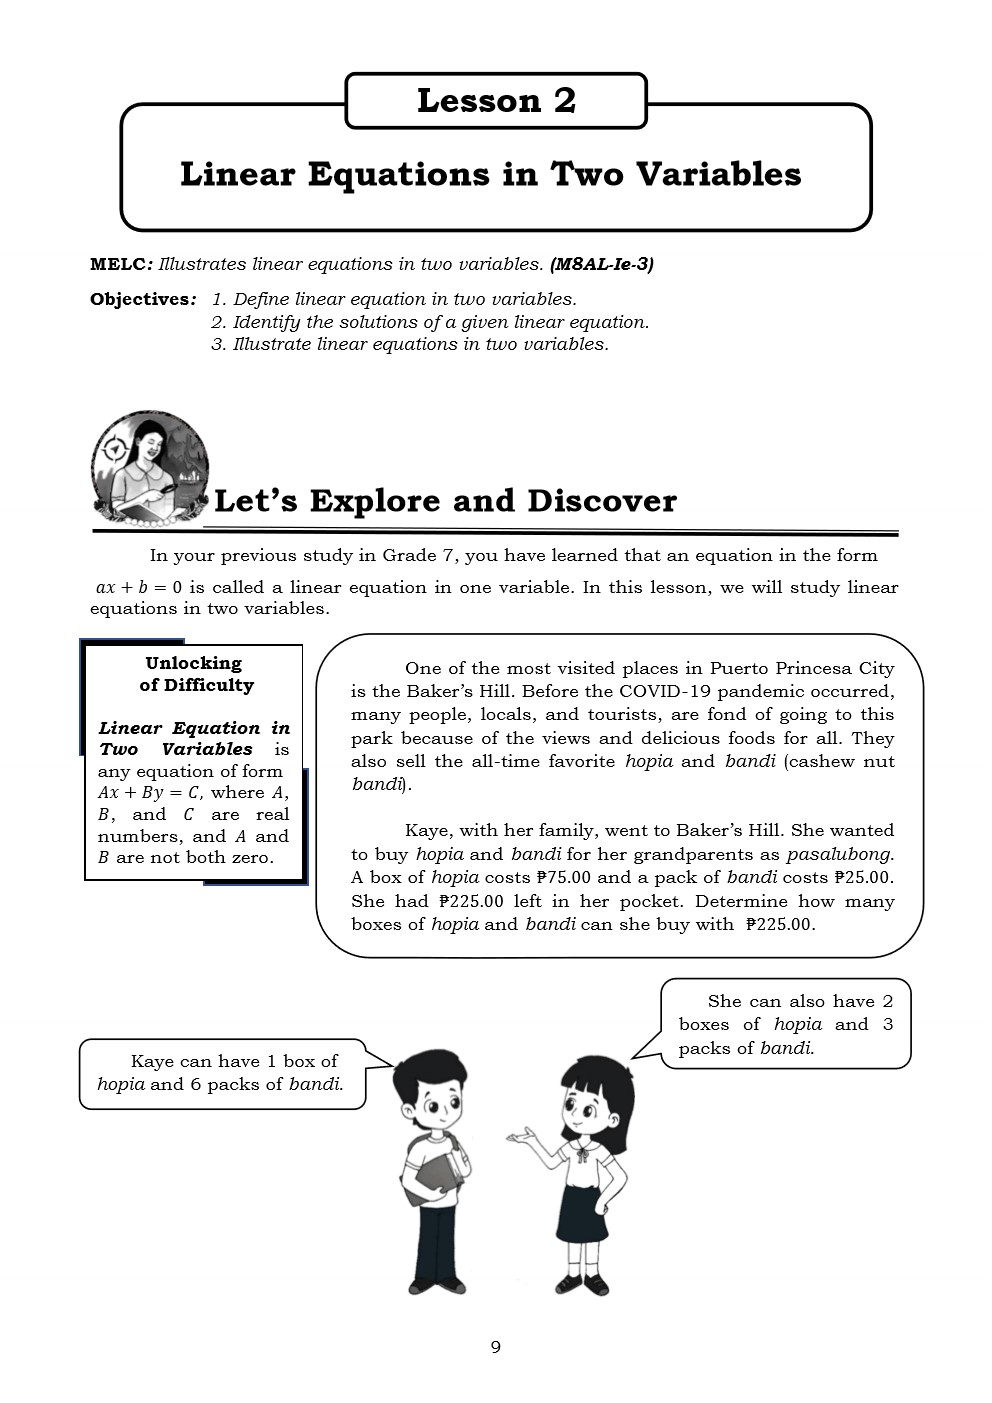 Lesson 2
Linear Equations in Two Variables
MELC: Illustrates linear equations in two variables. (M8AL-Ie-3)
Objectives: 1. Define linear equation in two variables.
2. Identify the solutions of a given linear equation.
3. Illustrate linear equations in two variables.
Let's Explore and Discover
In your previous study in Grade 7, you have learned that an equation in the form
ax + b = 0 is called a linear equation in one variable. In this lesson, we will study linear
equations in two variables.
Unlocking
of Difficulty
Linear Equation in
Two Variables is
any equation of form
Ax + By = C, where A,
B, and C are real
numbers, and A and
B are not both zero.
One of the most visited places in Puerto Princesa City
is the Baker's Hill. Before the COVID-19 pandemic occurred,
many people, locals, and tourists, are fond of going to this
park because of the views and delicious foods for all. They
also sell the all-time favorite hopia and bandi (cashew nut
bandi).
Kaye, with her family, went to Baker's Hill. She wanted
to buy hopia and bandi for her grandparents as pasalubong.
A box of hopia costs ₱75.00 and a pack of bandi costs ₱25.00.
She had ₱225.00 left in her pocket. Determine how many
boxes of hopia and bandi can she buy with ₱225.00.
She can also have 2
boxes of hopia and 3
packs of bandi.
Kaye can have 1 box of
hopia and 6 packs of bandi.
9